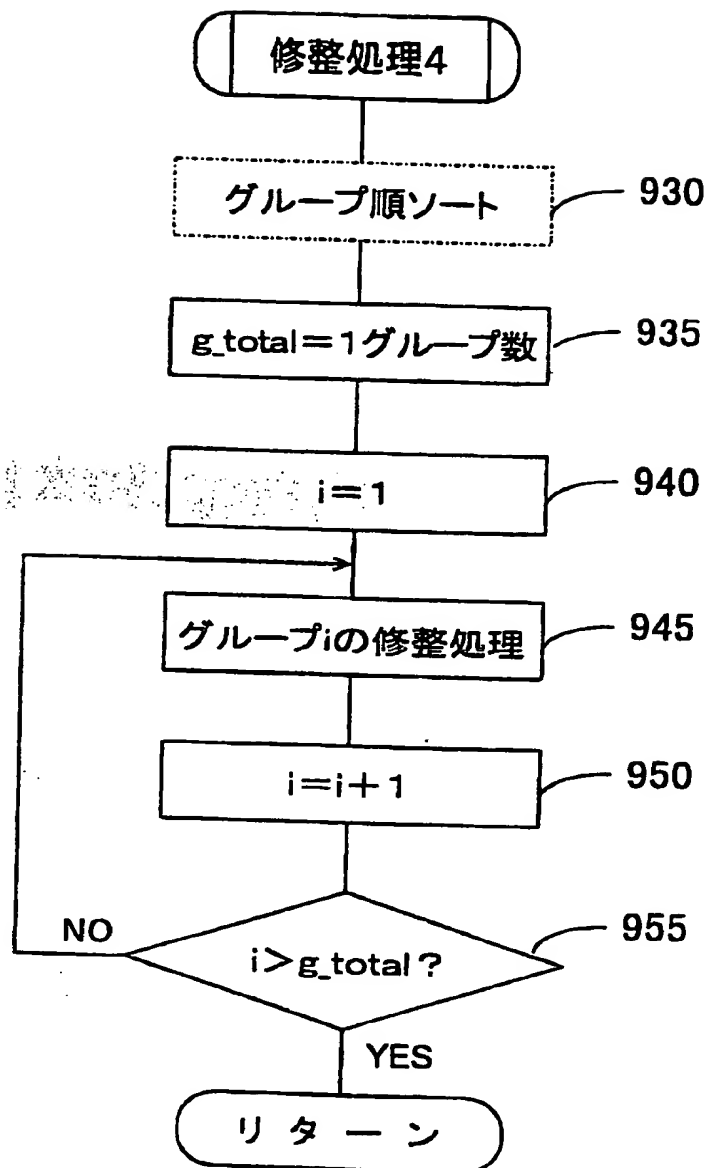 修整処理4
グループ順ソート
930
g_total=1グループ数
935
i=1
940
グループiの修整処理
945
i=i+1
950
NO
i>g_total?
955
YES
リターン